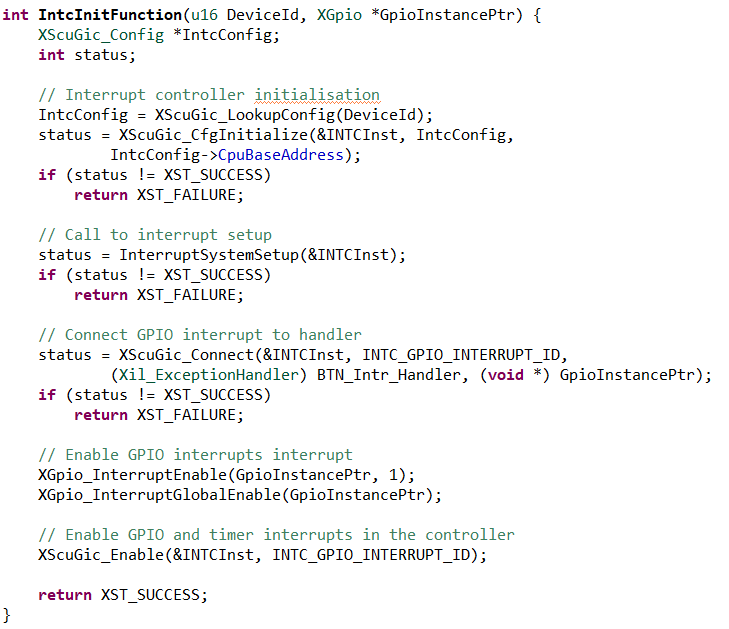 int IntcInitFunction(u16 DeviceId, XGpio *GpioInstancePtr) {
XScuGic_Config *IntcConfig;
int status;
// Interrupt controller initialisation
IntcConfig = XScuGic_LookupConfig(DeviceId);
status = XScuGic_CfgInitialize(&INTCInst, IntcConfig,
IntcConfig->CpuBaseAddress);
if (status != XST_SUCCESS)
return XST_FAILURE;
// Call to interrupt setup
status = InterruptSystemSetup(&INTCInst);
if (status != XST_SUCCESS)
return XST_FAILURE;
// Connect GPIO interrupt to handler
status = XScuGic_Connect(&INTCInst, INTC_GPIO_INTERRUPT_ID,
(Xil_ExceptionHandler) BTN_Intr_Handler, (void *) GpioInstancePtr);
if (status != XST_SUCCESS)
return XST_FAILURE;
// Enable GPIO interrupts interrupt
XGpio_InterruptEnable(GpioInstancePtr, 1);
XGpio_InterruptGlobalEnable(GpioInstancePtr);
// Enable GPIO and timer interrupts in the controller
XScuGic_Enable(&INTCInst, INTC_GPIO_INTERRUPT_ID);
return XST_SUCCESS;
}